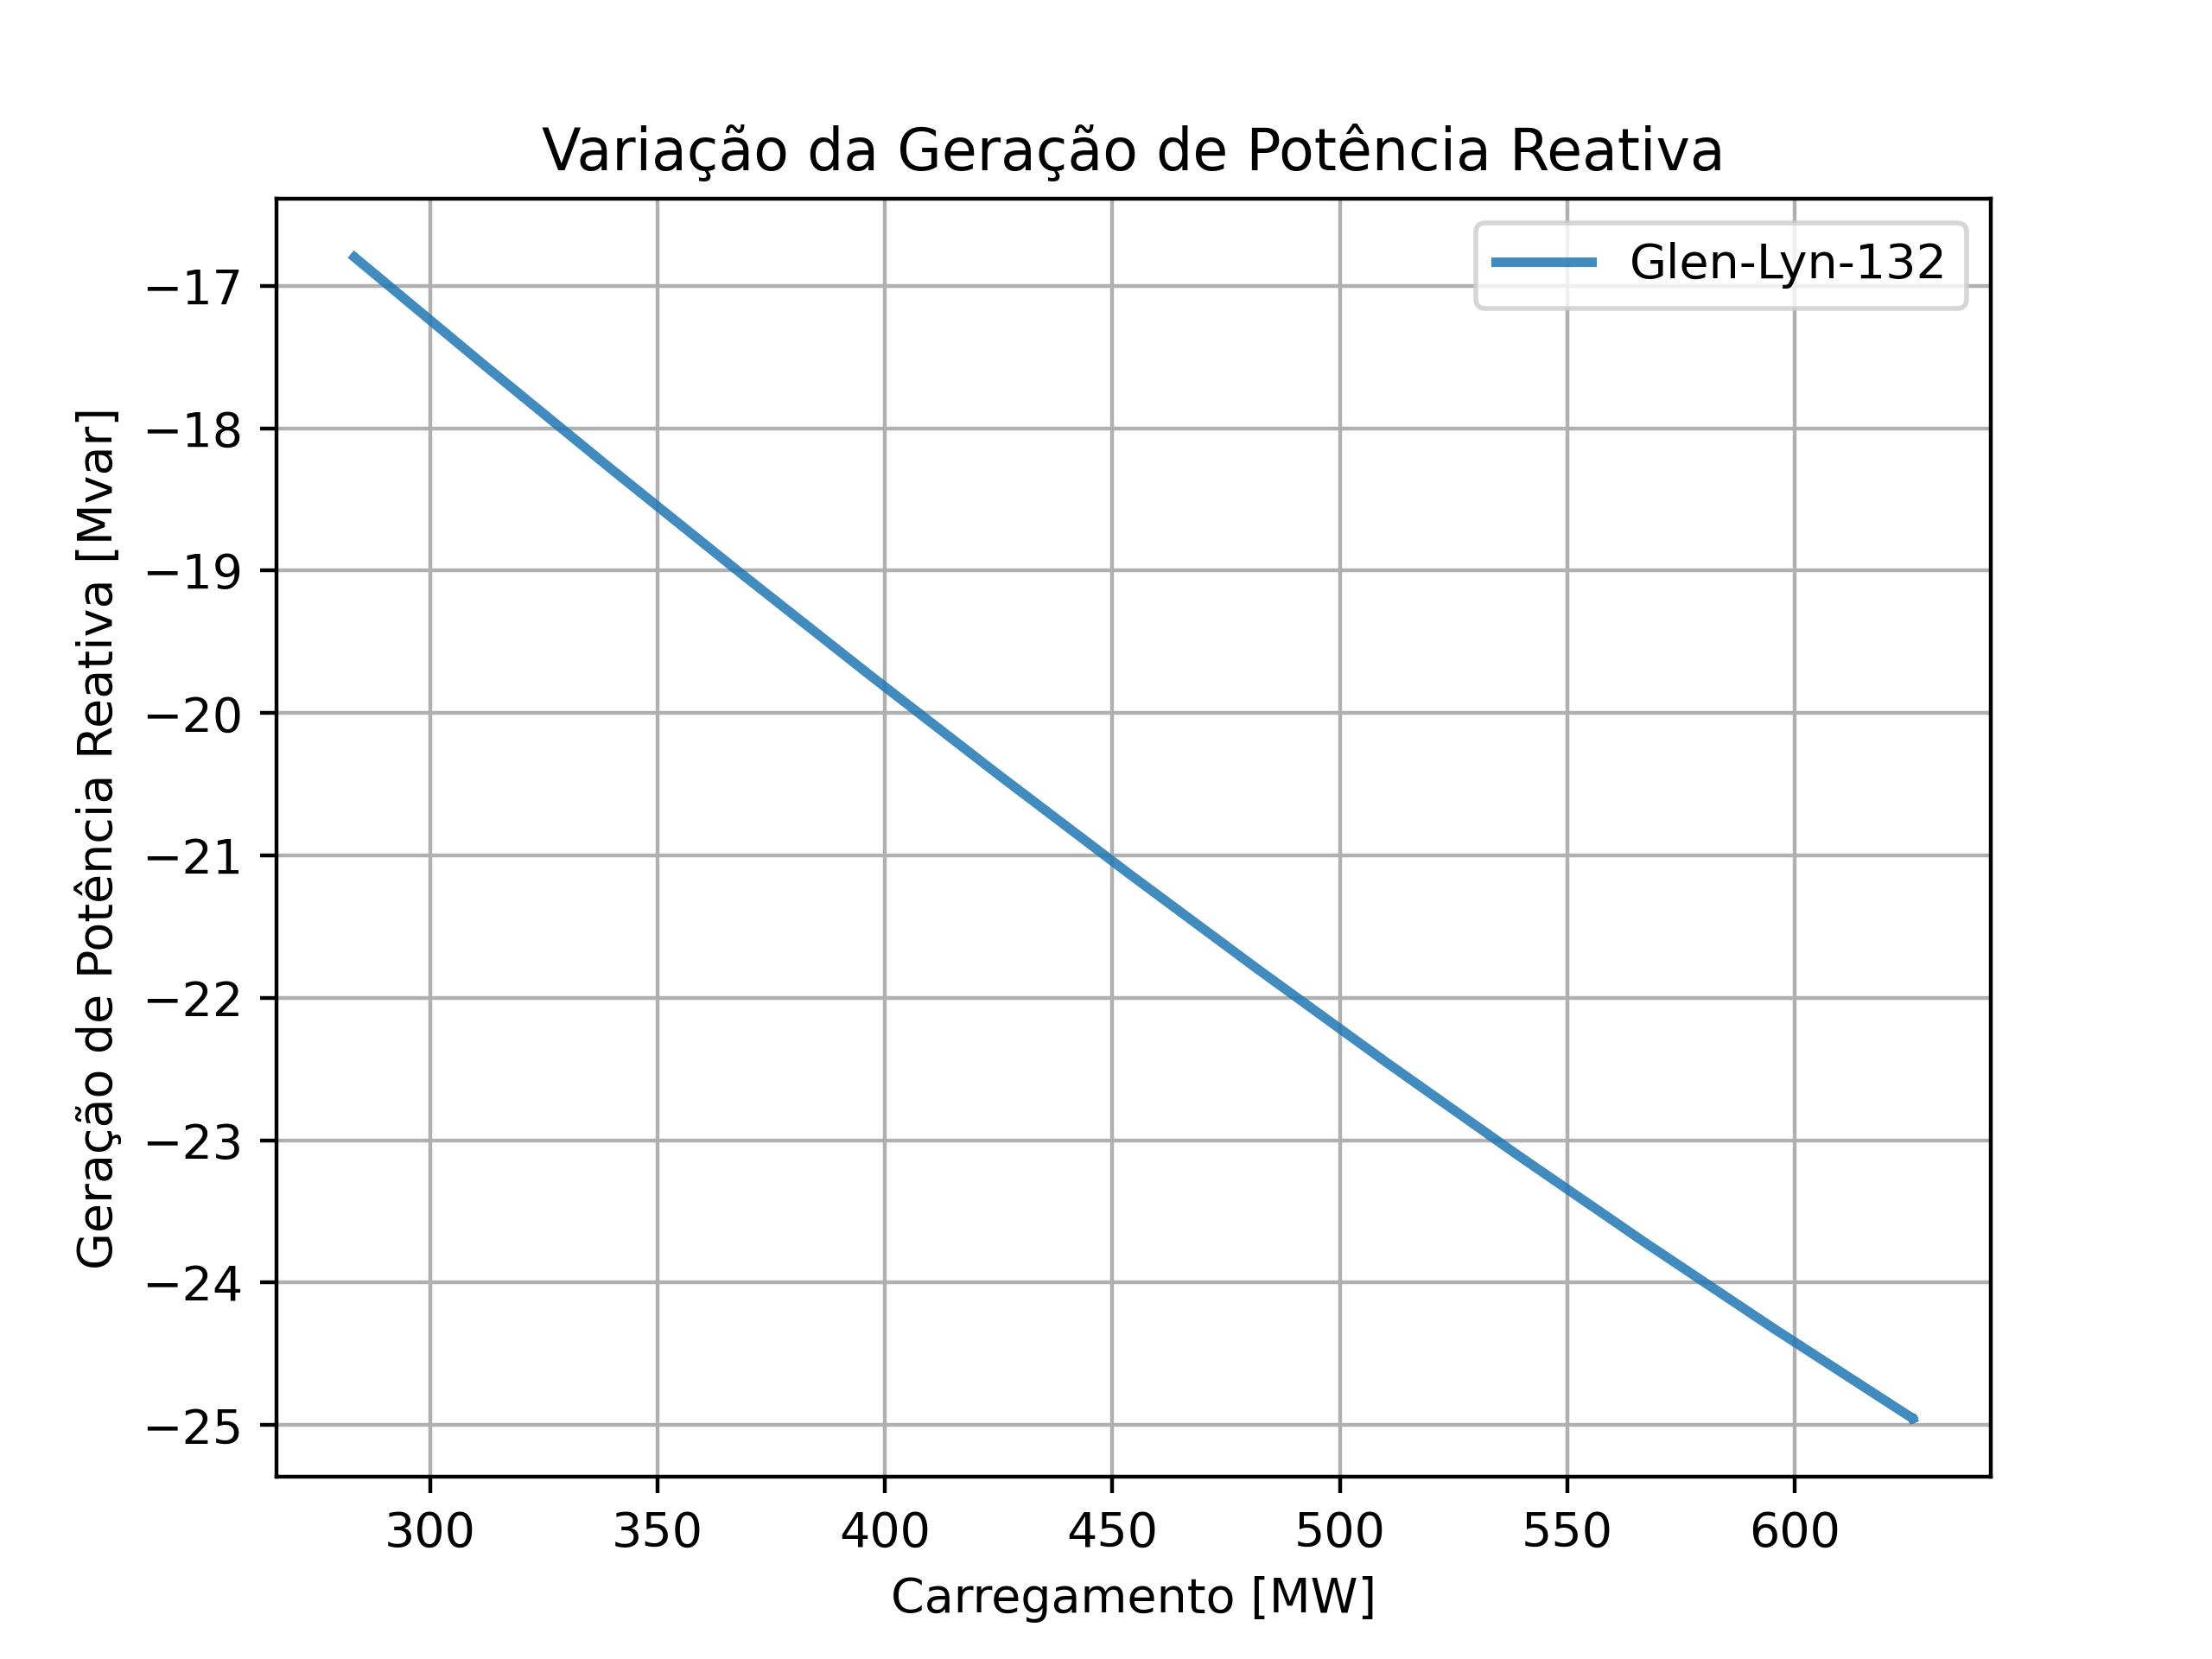 Variação da Geração de Potência Reativa
Glen-Lyn-132
Geração de Potência Reativa [Mvar]
−17
−18
−19
−20
−21
−22
−23
−24
−25
300 350 400 450 500 550 600
Carregamento [MW]